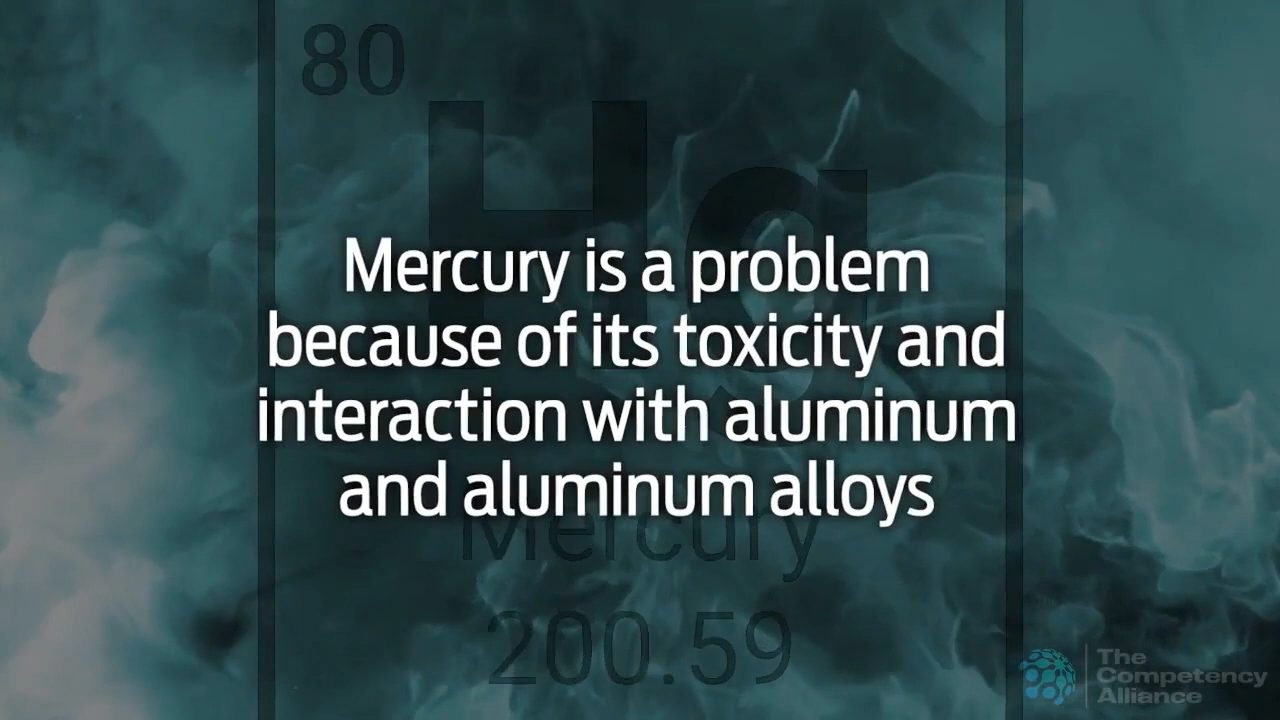 80
Hg
Mercury is a problem
because of its toxicity and
interaction with aluminum
and aluminum alloys
Mercury
200.59
The
Competency
Alliance